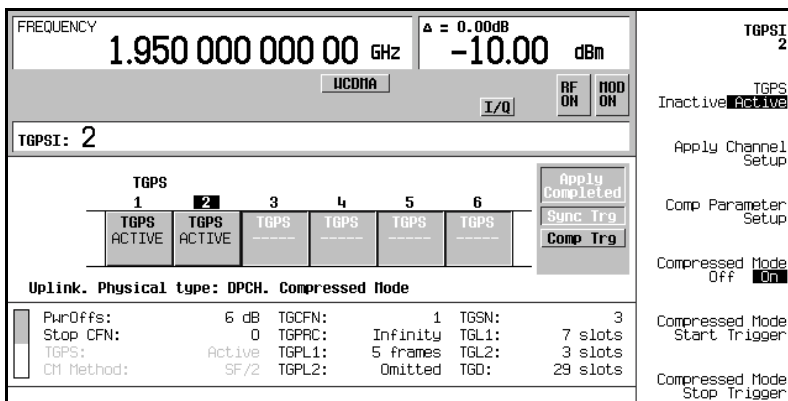 FREQUENCY
1.950 000 000 00 GHz
Δ = 0.00dB
-10.00 dBm
WCDMA
I/Q
RF ON
MOD ON
TGPSI: 2
TGPS
1 2 3 4 5 6
TGPS TGPS TGPS TGPS TGPS TGPS
ACTIVE ACTIVE ----- ----- ----- -----
Apply
Completed
Sync Trg
Comp Trg
Uplink. Physical type: DPCH. Compressed Mode
PwrOffs: 6 dB TGCFN: 1 TGSN: 3
Stop CFN: 0 TGPRC: Infinity TGL1: 7 slots
TGPS: Active TGPL1: 5 frames TGL2: 3 slots
CM Method: SF/2 TGPL2: Omitted TGD: 29 slots
TGPSI
2
TGPS
Inactive Active
Apply Channel
Setup
Comp Parameter
Setup
Compressed Mode
Off On
Compressed Mode
Start Trigger
Compressed Mode
Stop Trigger